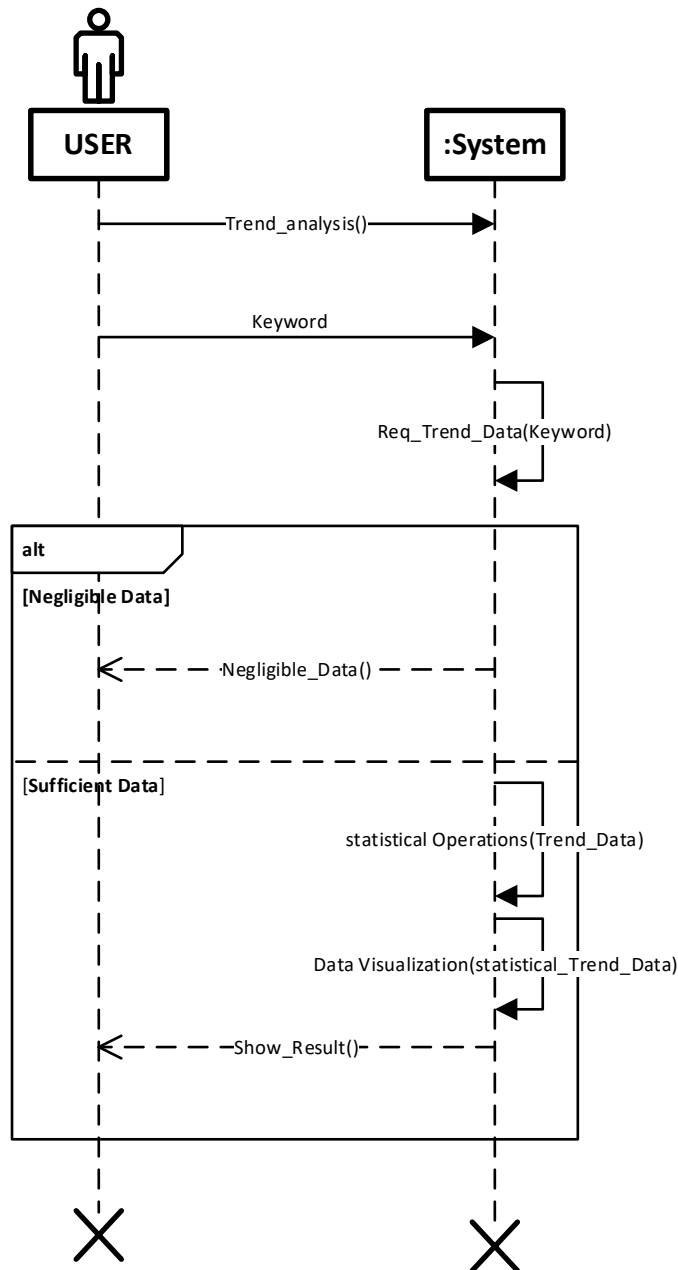 USER
:System
Trend_analysis()
Keyword
Req_Trend_Data(Keyword)
alt
[Negligible Data]
Negligible_Data()
[Sufficient Data]
statistical Operations(Trend_Data)
Data Visualization(statistical_Trend_Data)
Show_Result()